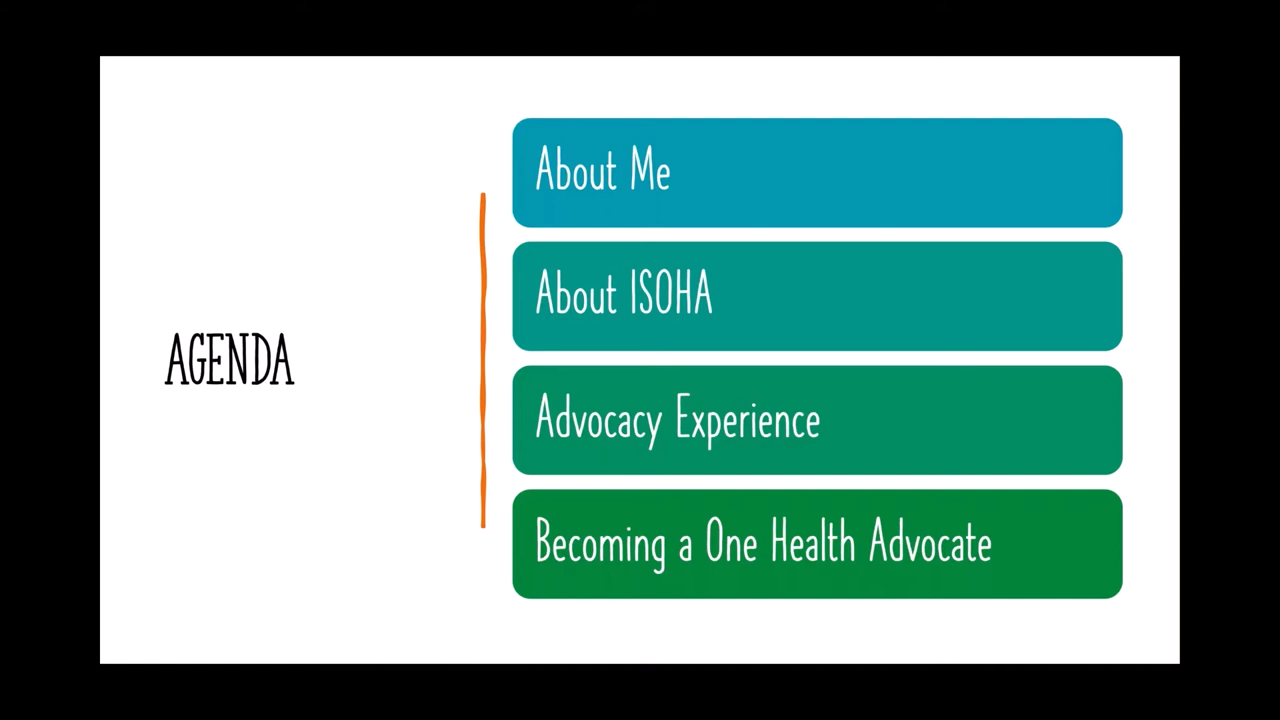 AGENDA
About Me
About ISOHA
Advocacy Experience
Becoming a One Health Advocate